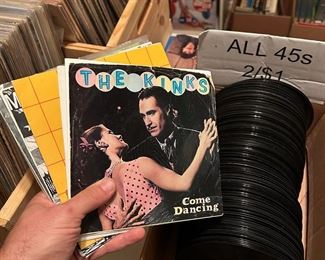 THE KINKS
Come
Dancing
ALL 45s
2/$1